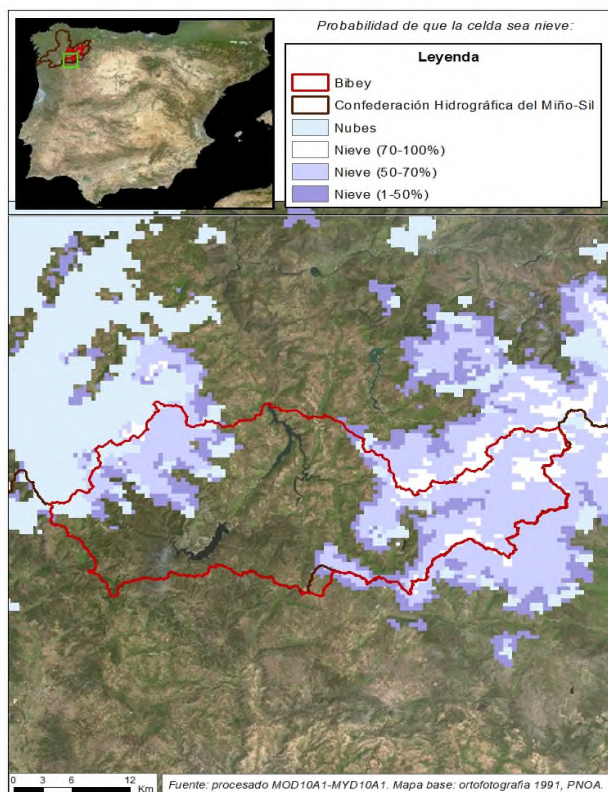 Probabilidad de que la celda sea nieve:
Leyenda
Bibey
Confederación Hidrográfica del Miño-Sil
Nubes
Nieve (70-100%)
Nieve (50-70%)
Nieve (1-50%)
0 3 6 12
Km
Fuente: procesado MOD10A1-MYD10A1. Mapa base: ortofotografía 1991, PNOA.